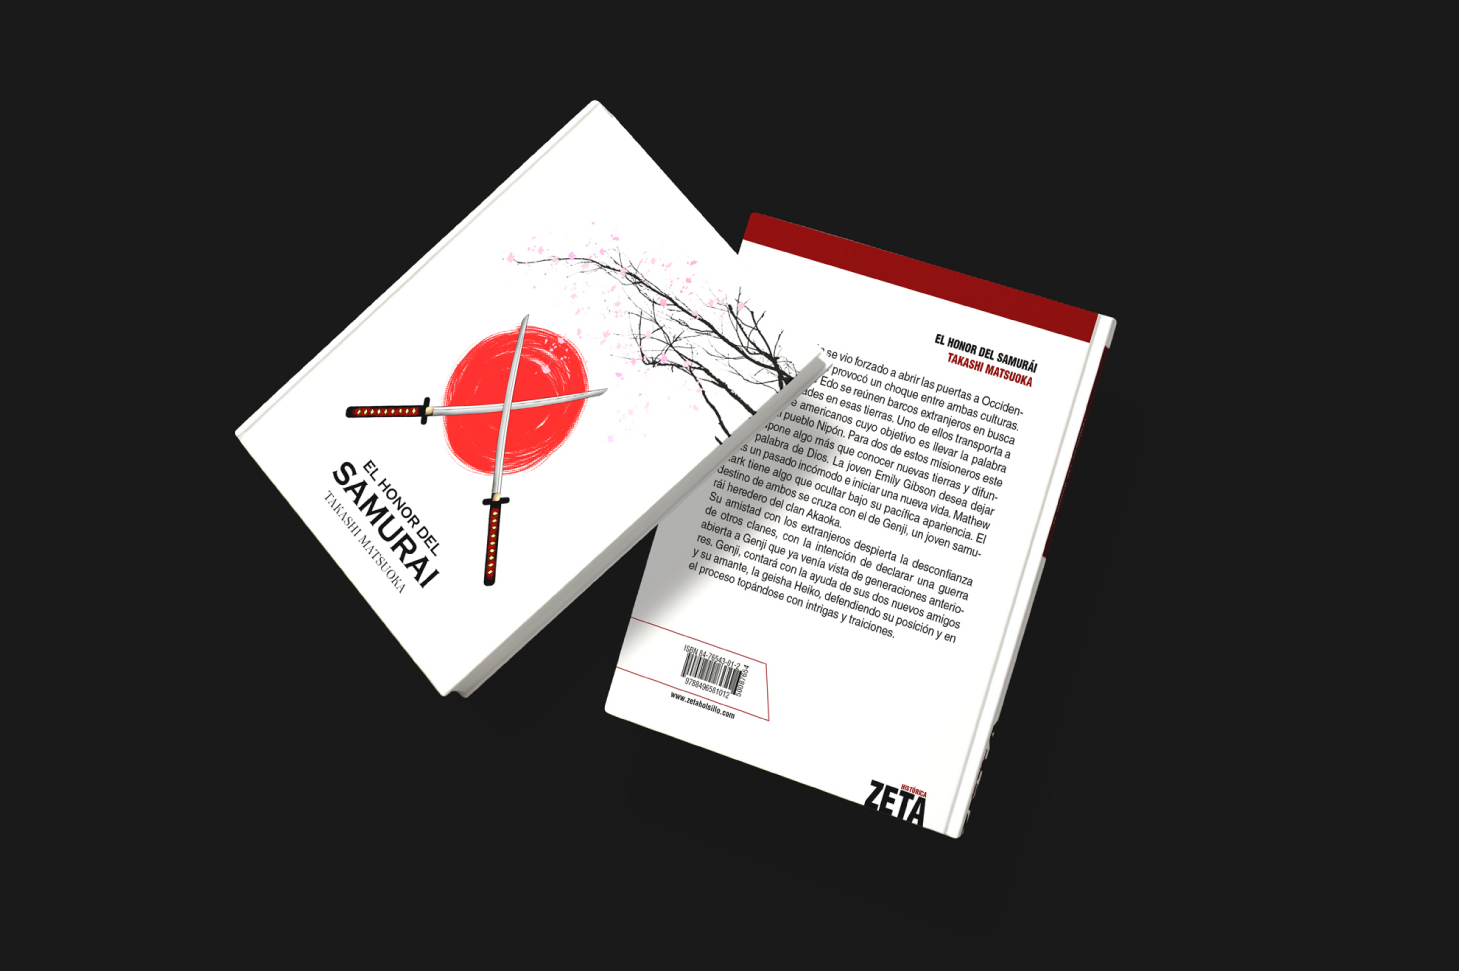 EL HONOR DEL
SAMURAI
TAKASHI MATSUOKA
EL HONOR DEL SAMURÁI
TAKASHI MATSUOKA
se vio forzado a abrir las puertas a Occiden-
provocó un choque entre ambas culturas.
Edo se reúnen barcos extranjeros en busca
en esas tierras. Uno de ellos transporta a
americanos cuyo objetivo es llevar la palabra
pueblo Nipón. Para dos de estos misioneros este
algo más que conocer nuevas tierras y difun-
palabra de Dios. La joven Emily Gibson desea dejar
un pasado incómodo e iniciar una nueva vida. Mathew
tiene algo que ocultar bajo su pacífica apariencia. El
destino de ambos se cruza con el de Genji, un joven samu-
rái heredero del clan Akaoka.
Su amistad con los extranjeros despierta la desconfianza
de otros clanes, con la intención de declarar una guerra
abierta a Genji que ya venía vista de generaciones anterio-
res. Genji, contará con la ayuda de sus dos nuevos amigos
y su amante, la geisha Heiko, defendiendo su posición y en
el proceso topándose con intrigas y traiciones.
ISBN 84-76543-81-2
9788496581012
50087654
www.zetabolsillo.com
HISTÓRICA
ZETA